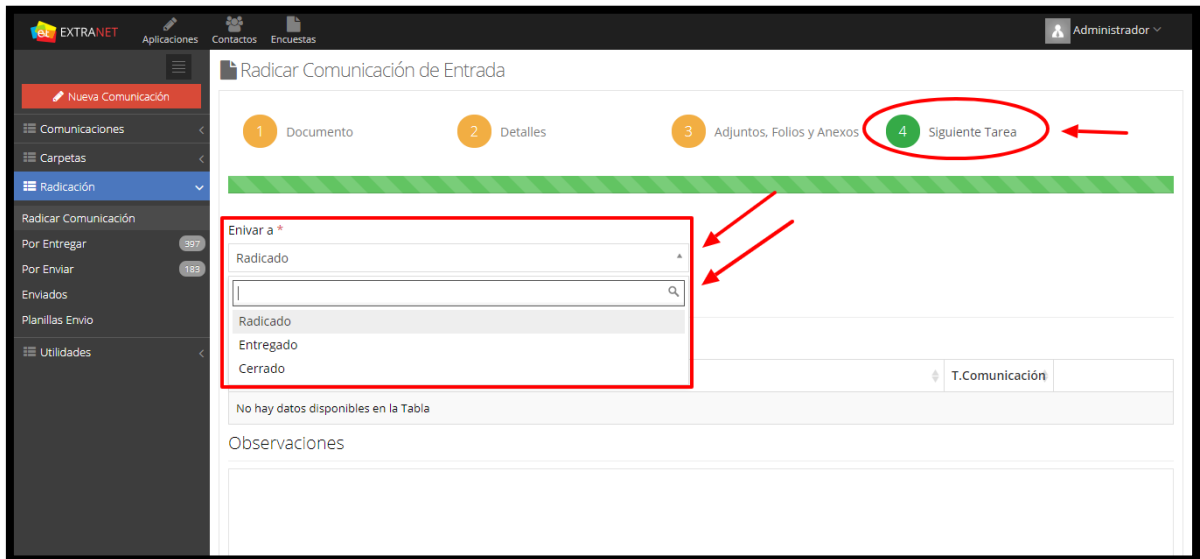 et EXTRANET
Aplicaciones
Contactos
Encuestas
Administrador
Nueva Comunicación
Comunicaciones
Carpetas
Radicación
Radicar Comunicación
Por Entregar 397
Por Enviar 183
Enviados
Planillas Envio
Utilidades
Radicar Comunicación de Entrada
1 Documento
2 Detalles
3 Adjuntos, Folios y Anexos
4 Siguiente Tarea
Enivar a *
Radicado
Radicado
Entregado
Cerrado
T.Comunicación
No hay datos disponibles en la Tabla
Observaciones